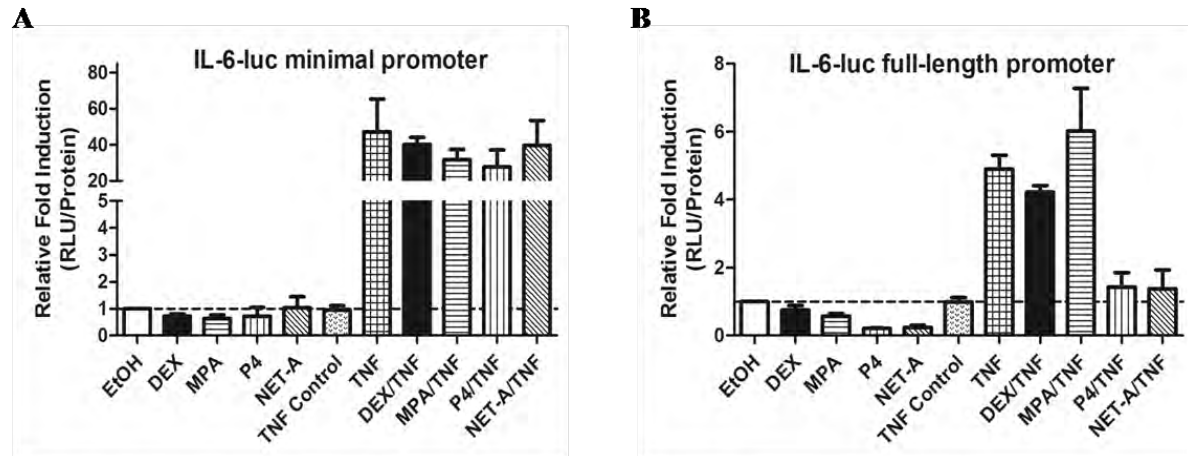 A
IL-6-luc minimal promoter
Relative Fold Induction
(RLU/Protein)
80
60
40
20
5
4
3
2
1
0
EtOH
DEX
MPA
P4
NET-A
TNF Control
TNF
DEX/TNF
MPA/TNF
P4/TNF
NET-A/TNF
B
IL-6-luc full-length promoter
Relative Fold Induction
(RLU/Protein)
8
6
4
2
0
EtOH
DEX
MPA
P4
NET-A
TNF Control
TNF
DEX/TNF
MPA/TNF
P4/TNF
NET-A/TNF